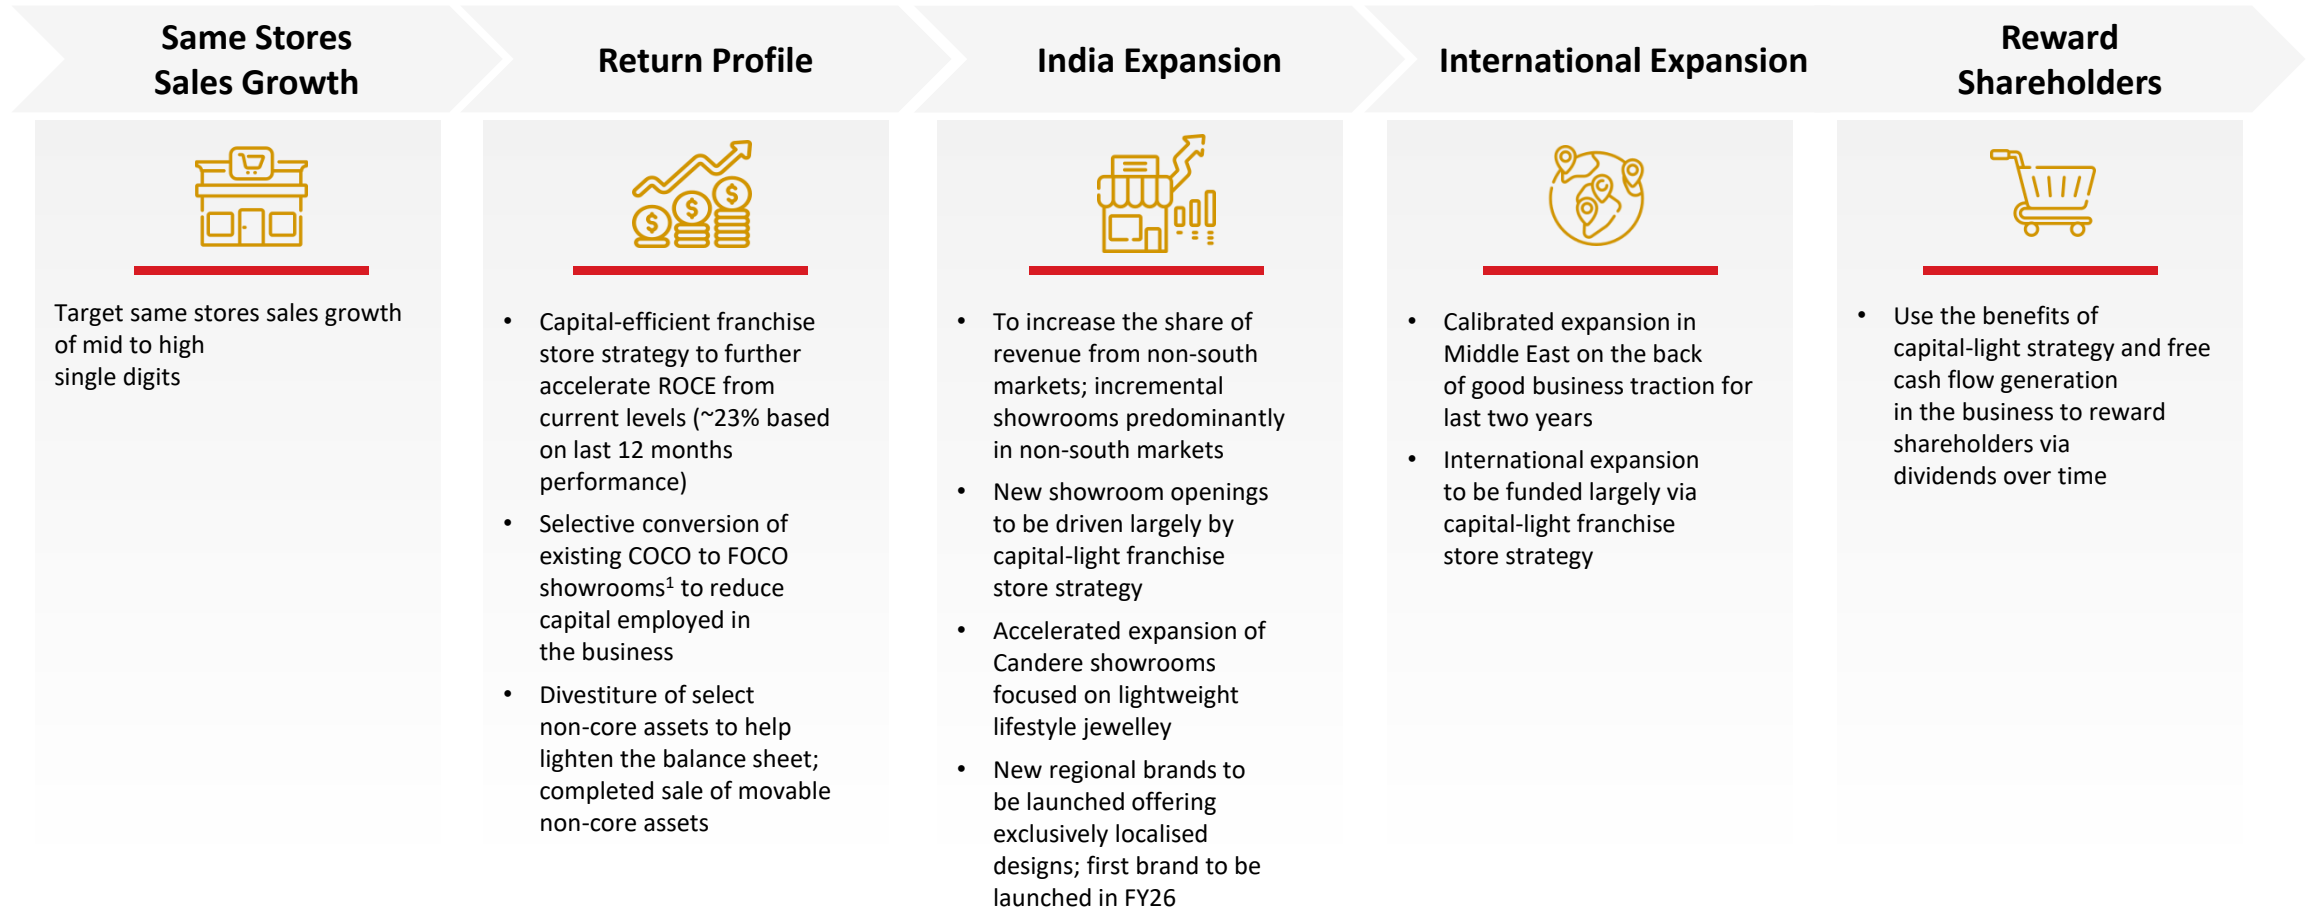 Same Stores
Sales Growth
Return Profile
India Expansion
International Expansion
Reward
Shareholders
Target same stores sales growth
of mid to high
single digits
• Capital-efficient franchise
store strategy to further
accelerate ROCE from
current levels (~23% based
on last 12 months
performance)
• Selective conversion of
existing COCO to FOCO
showrooms¹ to reduce
capital employed in
the business
• Divestiture of select
non-core assets to help
lighten the balance sheet;
completed sale of movable
non-core assets
• To increase the share of
revenue from non-south
markets; incremental
showrooms predominantly
in non-south markets
• New showroom openings
to be driven largely by
capital-light franchise
store strategy
• Accelerated expansion of
Candere showrooms
focused on lightweight
lifestyle jewelley
• New regional brands to
be launched offering
exclusively localised
designs; first brand to be
launched in FY26
• Calibrated expansion in
Middle East on the back
of good business traction for
last two years
• International expansion
to be funded largely via
capital-light franchise
store strategy
• Use the benefits of
capital-light strategy and free
cash flow generation
in the business to reward
shareholders via
dividends over time